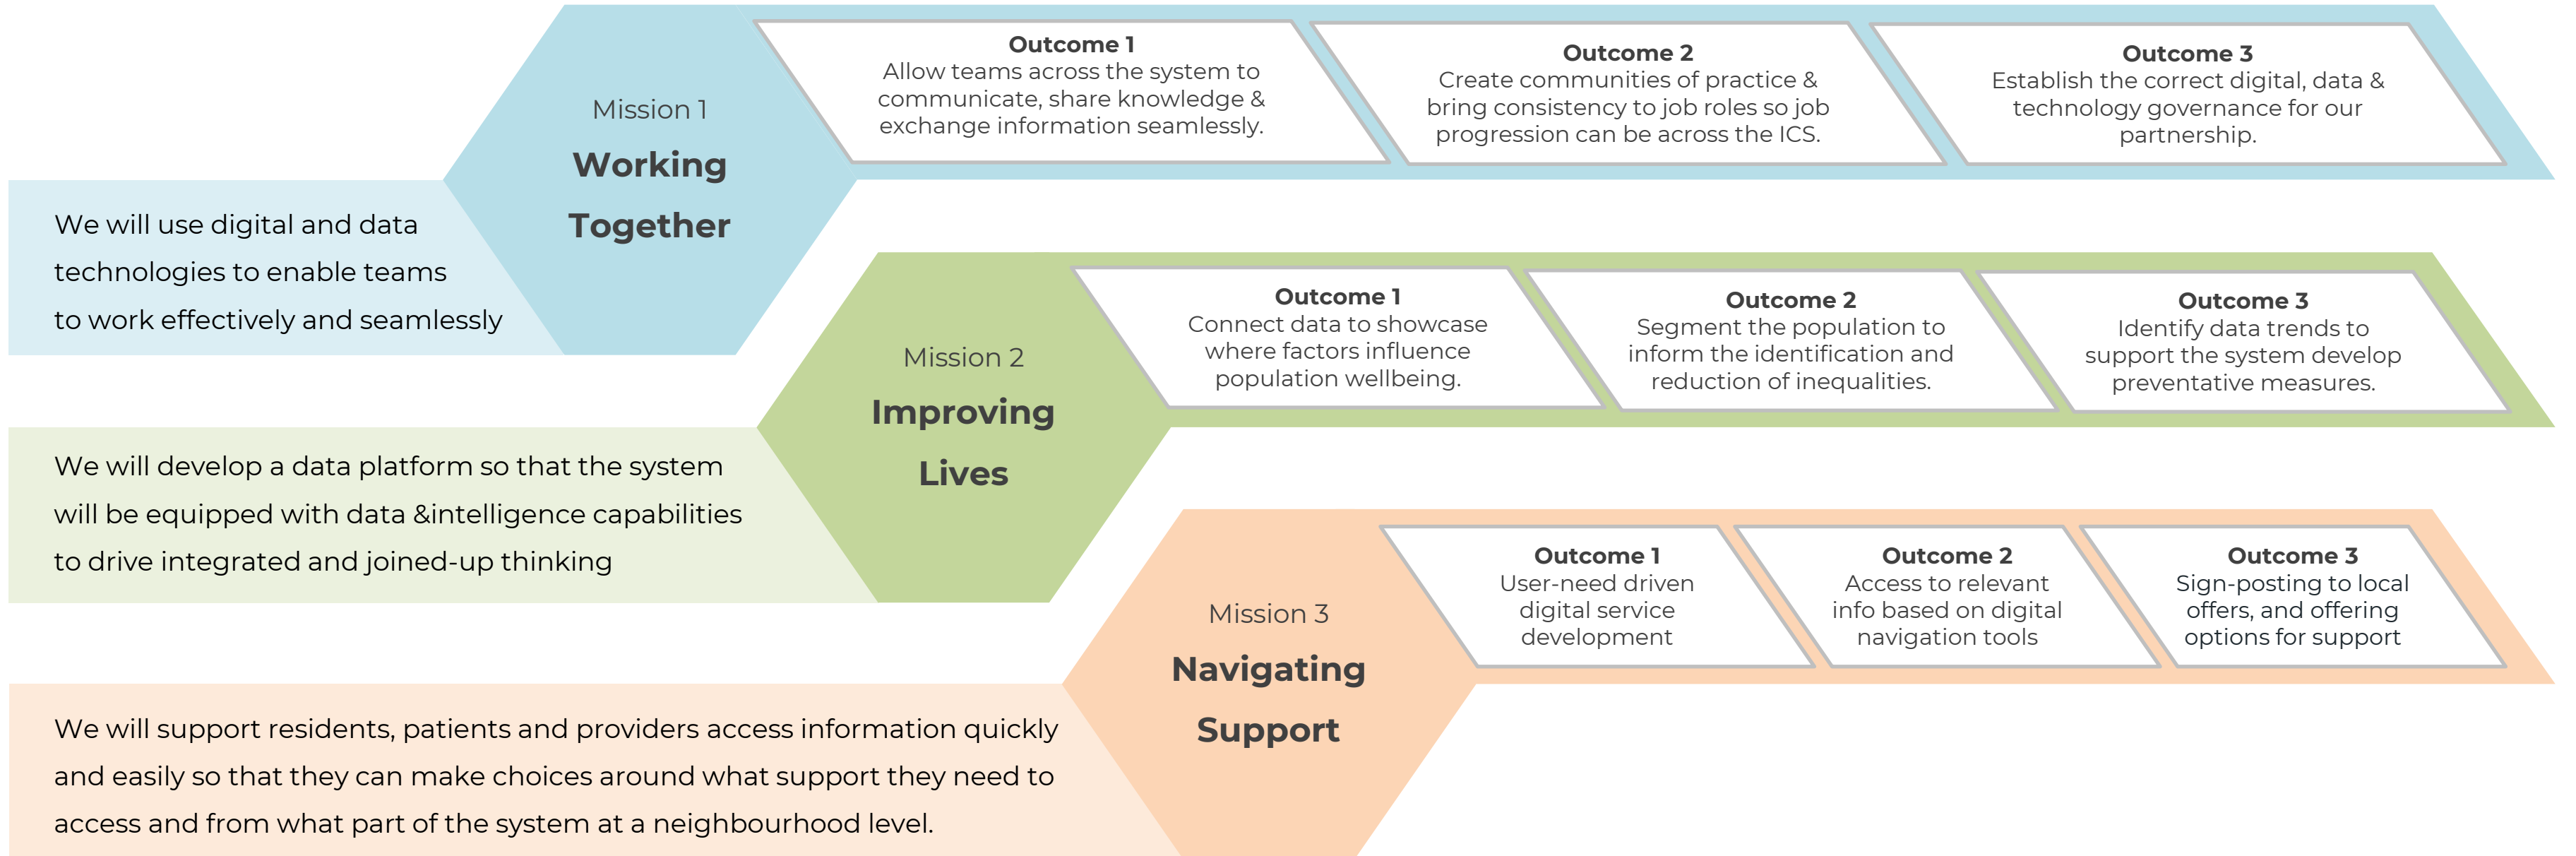 Mission 1
Working
Together
We will use digital and data
technologies to enable teams
to work effectively and seamlessly
Outcome 1
Allow teams across the system to
communicate, share knowledge &
exchange information seamlessly.
Outcome 2
Create communities of practice &
bring consistency to job roles so job
progression can be across the ICS.
Outcome 3
Establish the correct digital, data &
technology governance for our
partnership.
Mission 2
Improving
Lives
We will develop a data platform so that the system
will be equipped with data &intelligence capabilities
to drive integrated and joined-up thinking
Outcome 1
Connect data to showcase
where factors influence
population wellbeing.
Outcome 2
Segment the population to
inform the identification and
reduction of inequalities.
Outcome 3
Identify data trends to
support the system develop
preventative measures.
Mission 3
Navigating
Support
We will support residents, patients and providers access information quickly
and easily so that they can make choices around what support they need to
access and from what part of the system at a neighbourhood level.
Outcome 1
User-need driven
digital service
development
Outcome 2
Access to relevant
info based on digital
navigation tools
Outcome 3
Sign-posting to local
offers, and offering
options for support